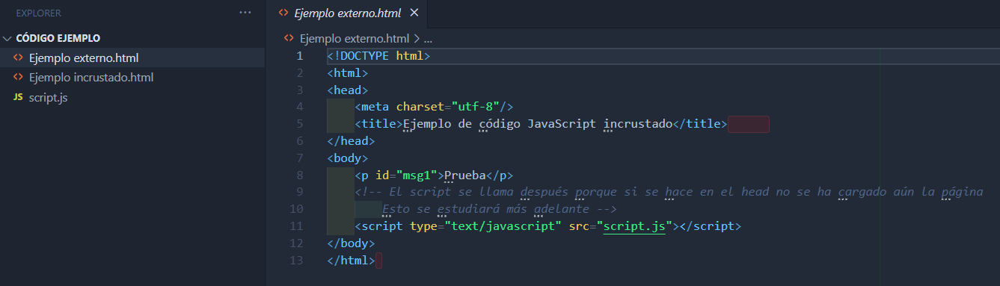 EXPLORER ...
CÓDIGO EJEMPLO
<> Ejemplo externo.html
<> Ejemplo incrustado.html
JS script.js
<> Ejemplo externo.html ×
<> Ejemplo externo.html > ...
1 <!DOCTYPE html>
2 <html>
3 <head>
4 <meta charset="utf-8"/>
5 <title>Ejemplo de código JavaScript incrustado</title>
6 </head>
7 <body>
8 <p id="msg1">Prueba</p>
9 <!-- El script se llama después porque si se hace en el head no se ha cargado aún la página
10 Esto se estudiará más adelante -->
11 <script type="text/javascript" src="script.js"></script>
12 </body>
13 </html>